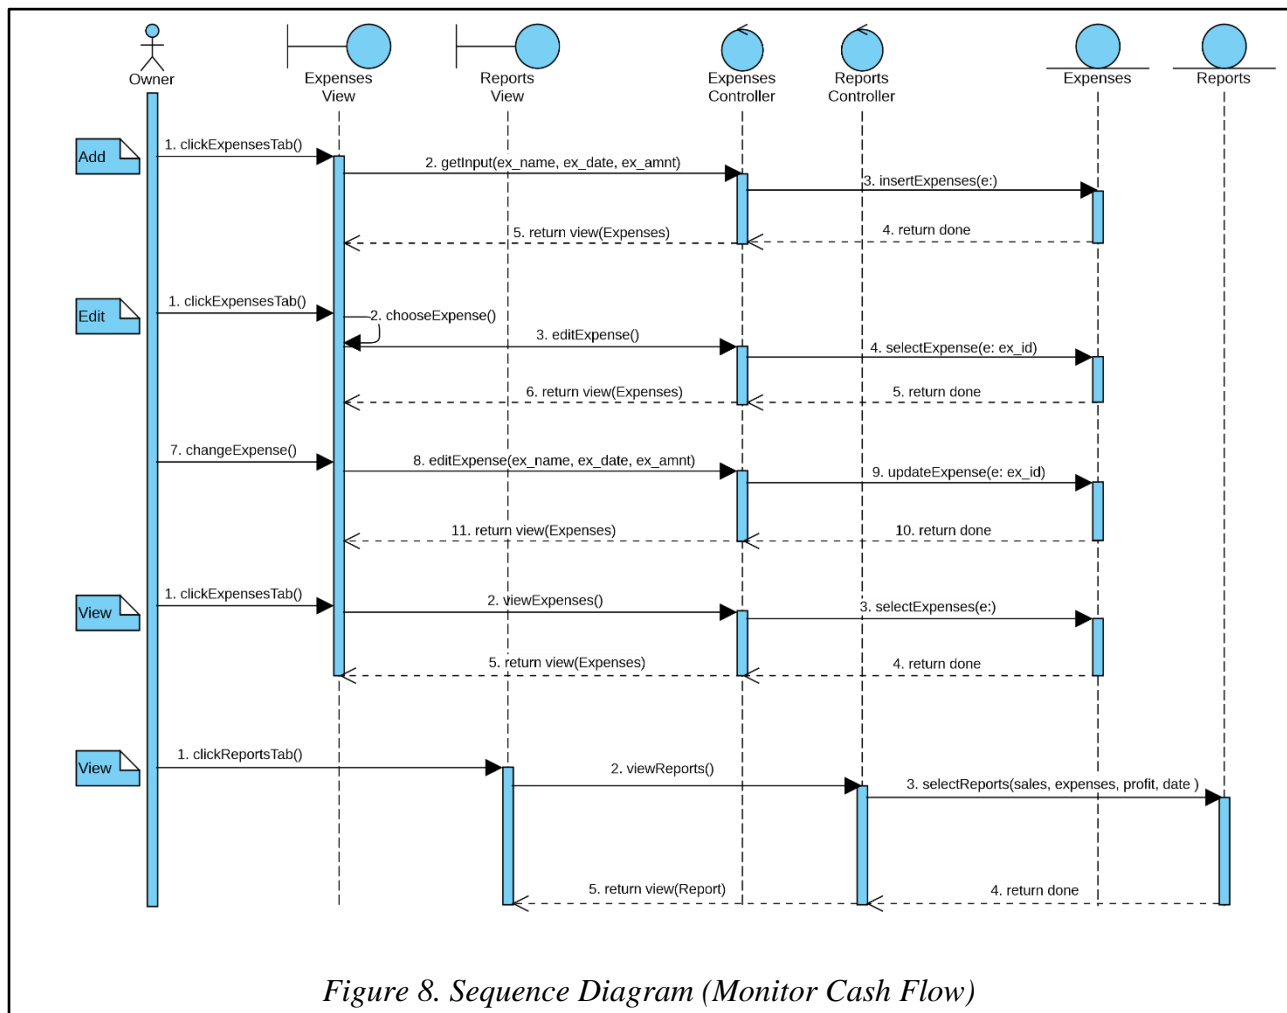 Owner
Expenses
View
Reports
View
Expenses
Controller
Reports
Controller
Expenses
Reports
Add
1. clickExpensesTab()
2. getInput(ex_name, ex_date, ex_amnt)
3. insertExpenses(e:)
4. return done
5. return view(Expenses)
Edit
1. clickExpensesTab()
2. chooseExpense()
3. editExpense()
4. selectExpense(e: ex_id)
5. return done
6. return view(Expenses)
7. changeExpense()
8. editExpense(ex_name, ex_date, ex_amnt)
9. updateExpense(e: ex_id)
10. return done
11. return view(Expenses)
View
1. clickExpensesTab()
2. viewExpenses()
3. selectExpenses(e:)
4. return done
5. return view(Expenses)
View
1. clickReportsTab()
2. viewReports()
3. selectReports(sales, expenses, profit, date )
4. return done
5. return view(Report)
Figure 8. Sequence Diagram (Monitor Cash Flow)